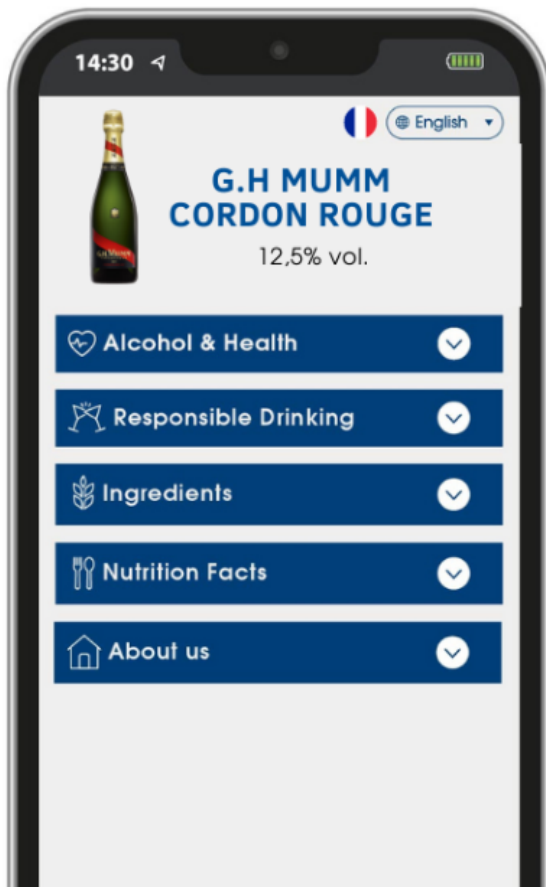 14:30
English
G.H MUMM
CORDON ROUGE
12,5% vol.
Alcohol & Health
Responsible Drinking
Ingredients
Nutrition Facts
About us